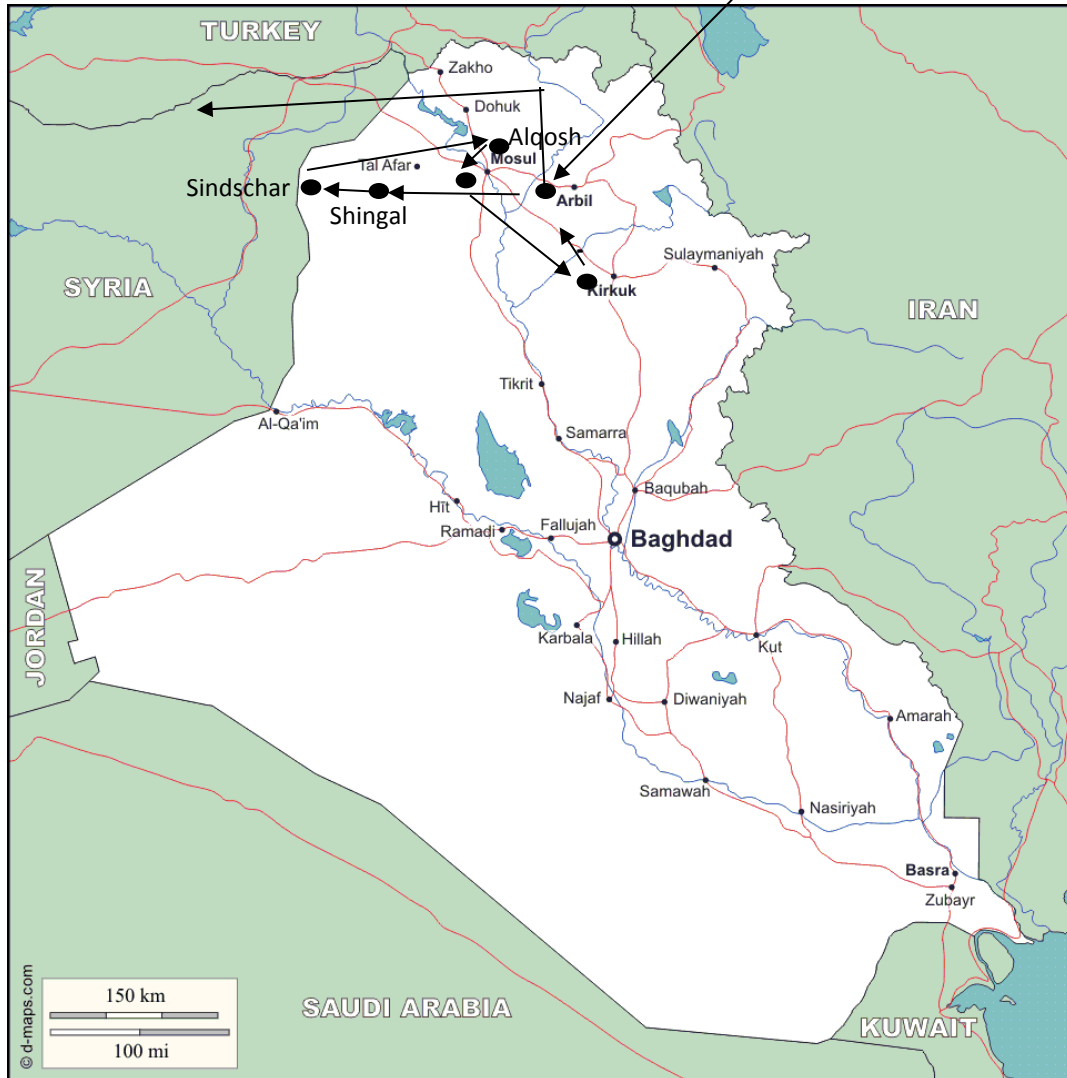 TURKEY
Zakho
Dohuk
Alqosh
Mosul
Tal Afar
Sindschar
Arbil
Shingal
Sulaymaniyah
SYRIA
Kirkuk
IRAN
Tikrit
Al-Qa'im
Samarra
Baqubah
Hīt
Ramadi
Fallujah
Baghdad
JORDAN
Karbala
Hillah
Kut
Najaf
Diwaniyah
Amarah
Samawah
Nasiriyah
Basra
Zubayr
150 km
100 mi
© d-maps.com
SAUDI ARABIA
KUWAIT